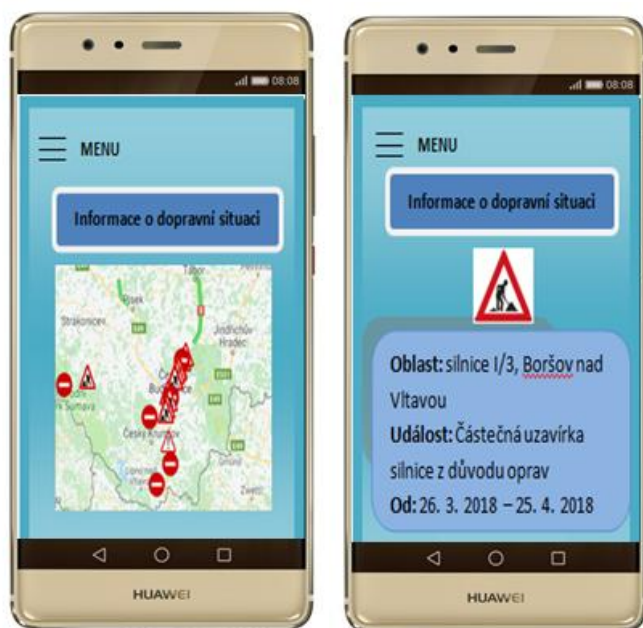 08:08
MENU
Informace o dopravní situaci
Tábor
Písek
Strakonice
Jindřichův
Hradec
Český Krumlov
Gmünd
Zwettl
HUAWEI
08:08
MENU
Informace o dopravní situaci
Oblast: silnice I/3, Boršov nad
Vltavou
Událost: Částečná uzavírka
silnice z důvodu oprav
Od: 26. 3. 2018 – 25. 4. 2018
HUAWEI